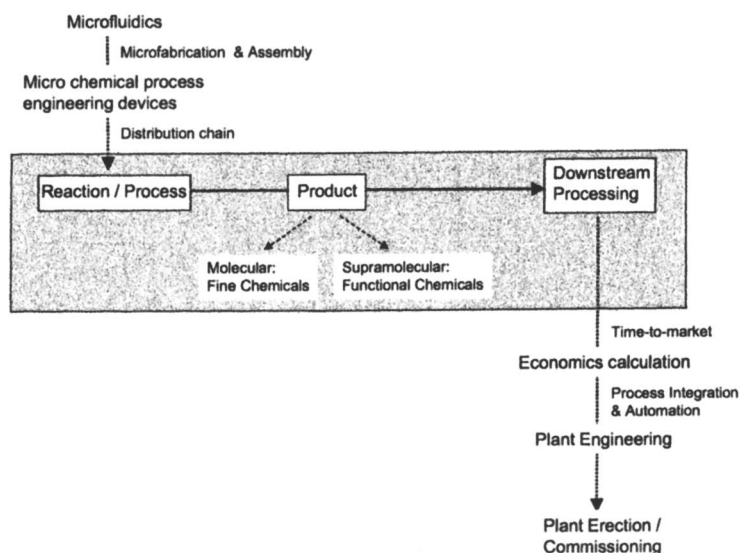 Microfluidics
Microfabrication & Assembly
Micro chemical process
engineering devices
Distribution chain
Reaction / Process
Product
Downstream
Processing
Molecular:
Fine Chemicals
Supramolecular:
Functional Chemicals
Time-to-market
Economics calculation
Process Integration
& Automation
Plant Engineering
Plant Erection /
Commissioning